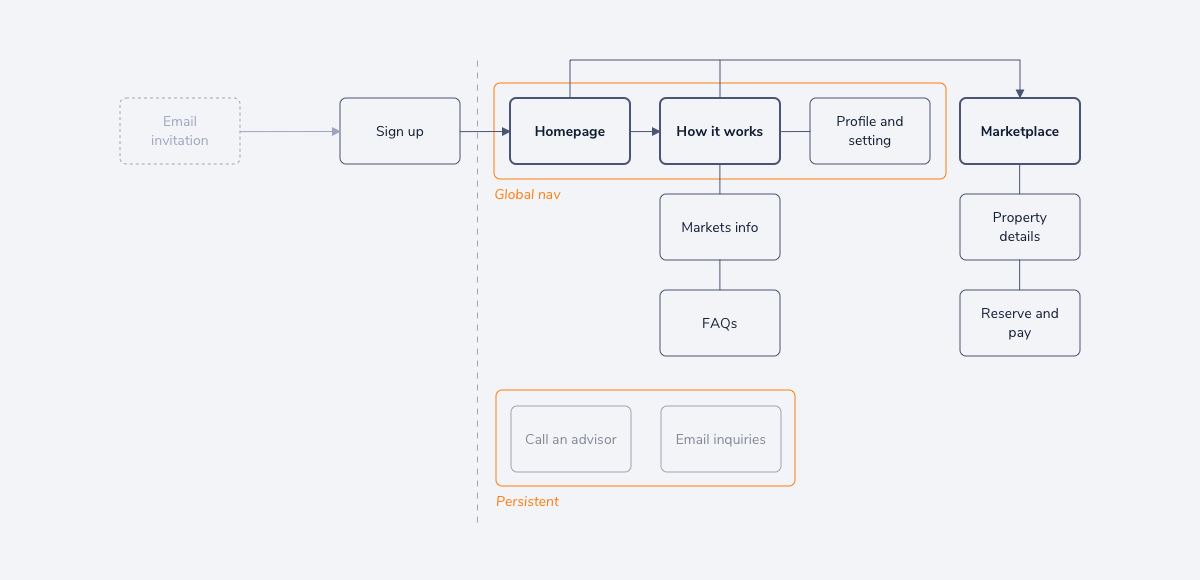 Email
invitation
Sign up
Homepage
How it works
Profile and
setting
Marketplace
Global nav
Markets info
Property
details
FAQs
Reserve and
pay
Call an advisor
Email inquiries
Persistent